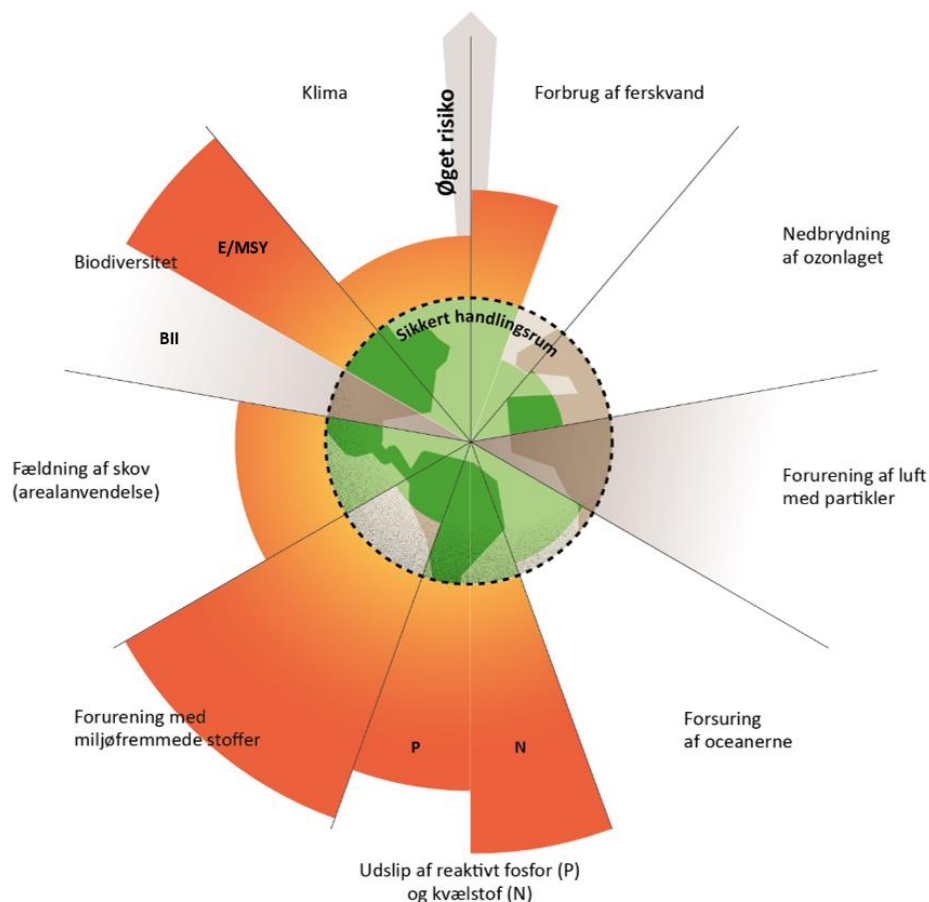 Klima
Øget risiko
Forbrug af ferskvand
Nedbrydning
af ozonlaget
E/MSY
Biodiversitet
BII
Sikkert handlingsrum
Fældning af skov
(arealanvendelse)
Forurening af luft
med partikler
Forurening med
miljøfremmede stoffer
P
N
Forsuring
af oceanerne
Udslip af reaktivt fosfor (P)
og kvælstof (N)